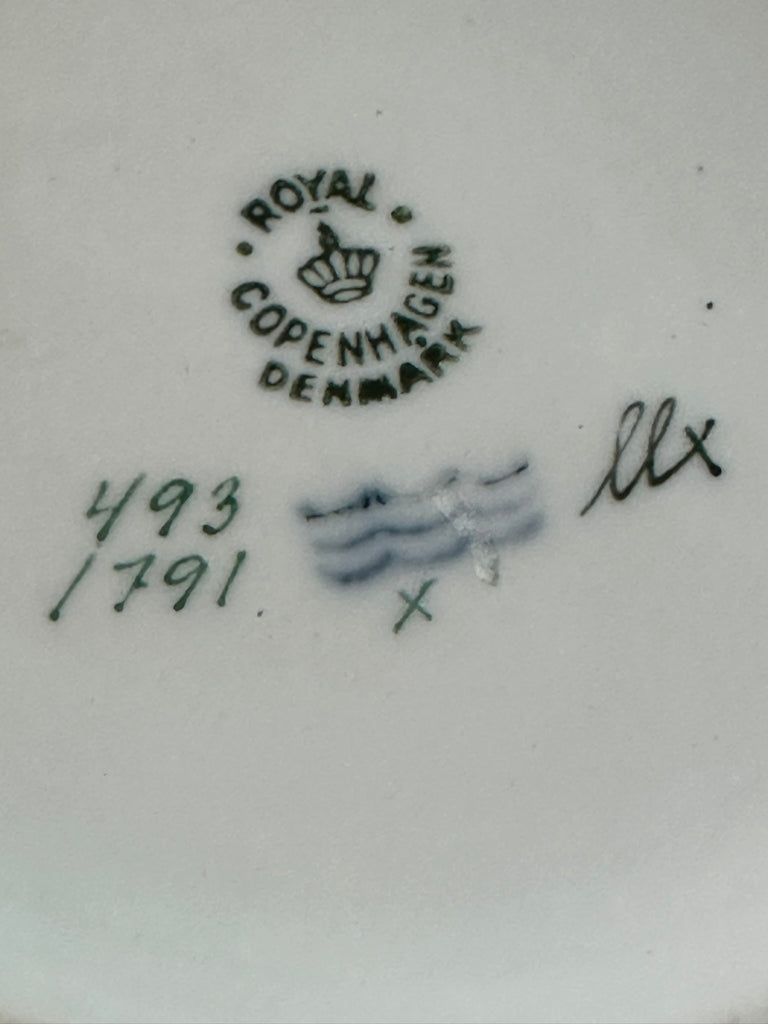 ROYAL
COPENHAGEN
DENMARK
493
1791
x